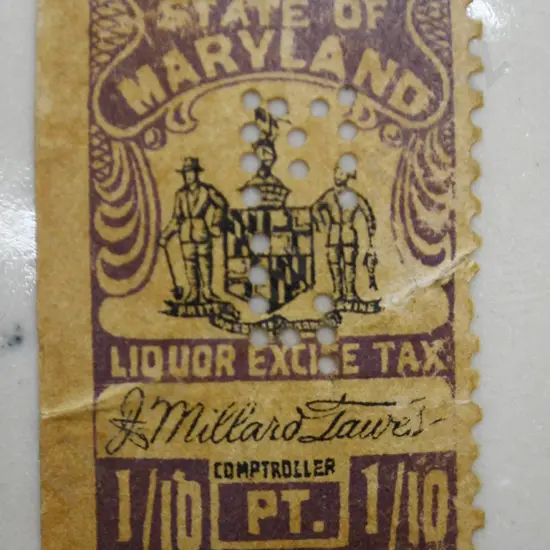 STATE OF
MARYLAND
LIQUOR EXCISE TAX
J Millard Tawes
COMPTROLLER
1/10 PT. 1/10